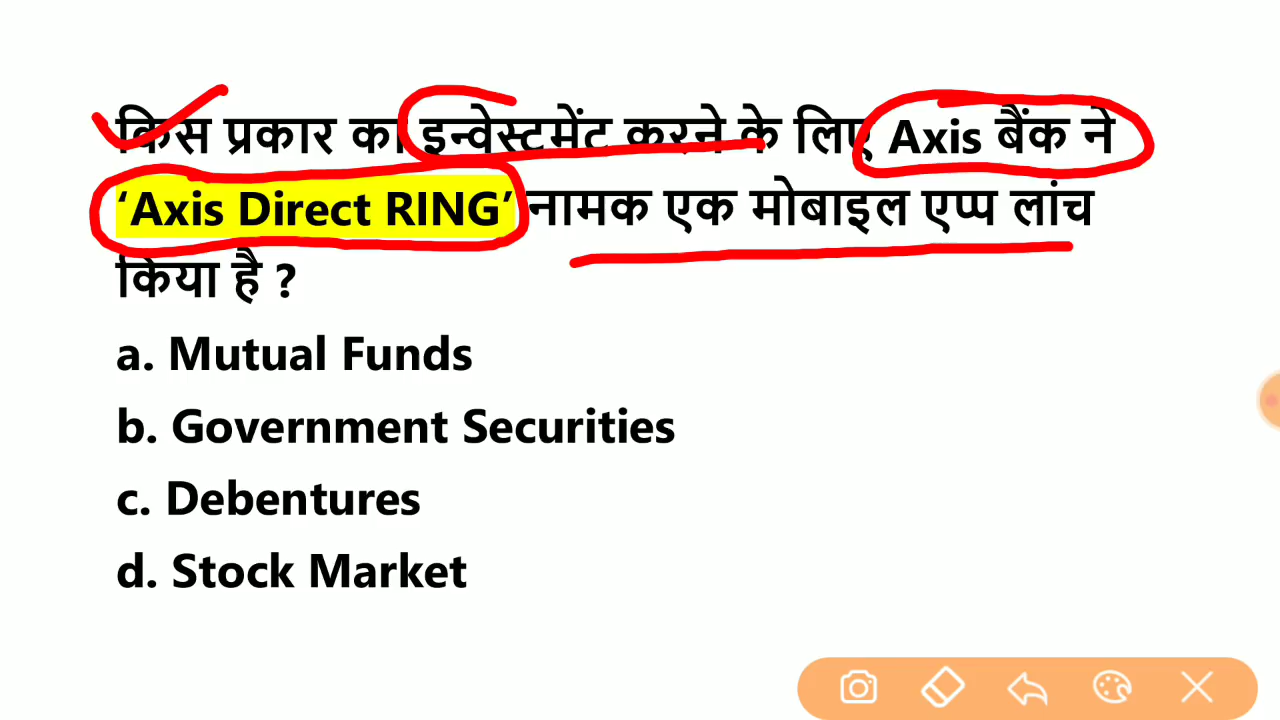 किस प्रकार का इन्वेस्टमेंट करने के लिए Axis बैंक ने
‘Axis Direct RING’ नामक एक मोबाइल एप्प लांच
किया है ?
a. Mutual Funds
b. Government Securities
c. Debentures
d. Stock Market